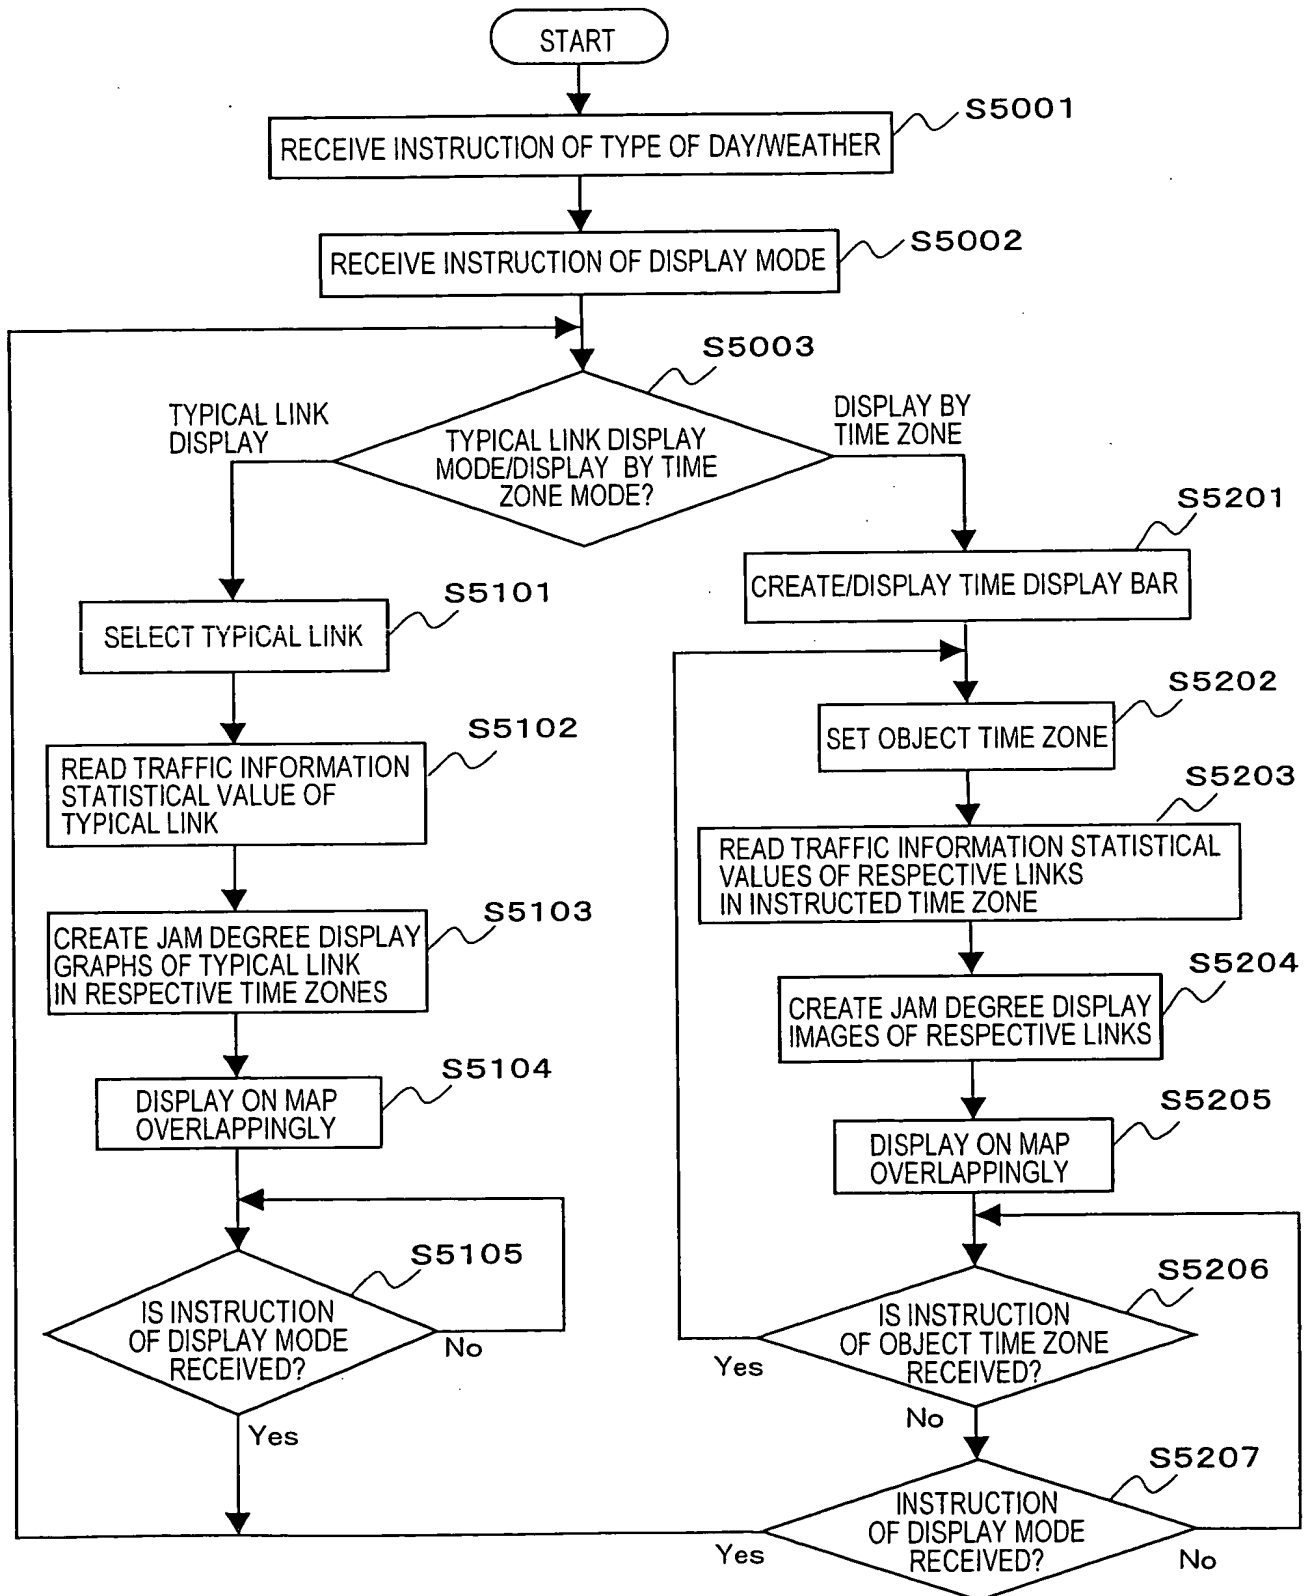 START
S5001
RECEIVE INSTRUCTION OF TYPE OF DAY/WEATHER
S5002
RECEIVE INSTRUCTION OF DISPLAY MODE
S5003
TYPICAL LINK
DISPLAY
TYPICAL LINK DISPLAY
MODE/DISPLAY BY TIME
ZONE MODE?
DISPLAY BY
TIME ZONE
S5101
SELECT TYPICAL LINK
S5102
READ TRAFFIC INFORMATION
STATISTICAL VALUE OF
TYPICAL LINK
S5103
CREATE JAM DEGREE DISPLAY
GRAPHS OF TYPICAL LINK
IN RESPECTIVE TIME ZONES
S5104
DISPLAY ON MAP
OVERLAPPINGLY
S5105
IS INSTRUCTION
OF DISPLAY MODE
RECEIVED?
No
Yes
S5201
CREATE/DISPLAY TIME DISPLAY BAR
S5202
SET OBJECT TIME ZONE
S5203
READ TRAFFIC INFORMATION STATISTICAL
VALUES OF RESPECTIVE LINKS
IN INSTRUCTED TIME ZONE
S5204
CREATE JAM DEGREE DISPLAY
IMAGES OF RESPECTIVE LINKS
S5205
DISPLAY ON MAP
OVERLAPPINGLY
S5206
IS INSTRUCTION
OF OBJECT TIME ZONE
RECEIVED?
Yes
No
S5207
INSTRUCTION
OF DISPLAY MODE
RECEIVED?
Yes
No